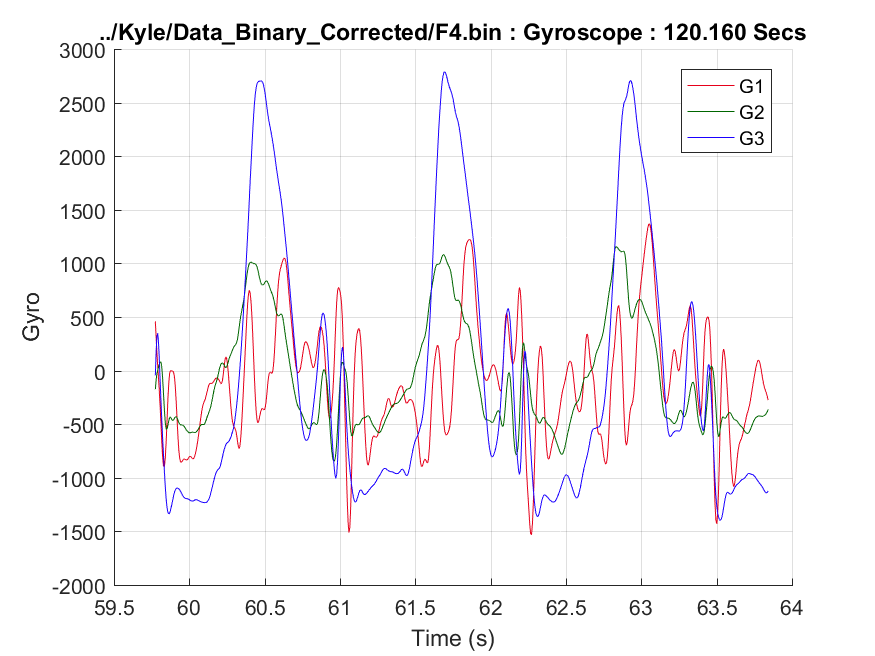 ../Kyle/Data_Binary_Corrected/F4.bin : Gyroscope : 120.160 Secs
3000
2500
2000
1500
1000
500
0
-500
-1000
-1500
-2000
Gyro
G1
G2
G3
59.5 60 60.5 61 61.5 62 62.5 63 63.5 64
Time (s)